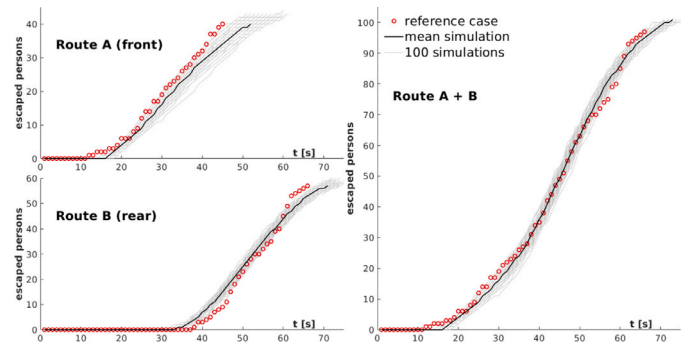 Route A (front)
escaped persons
40
30
20
10
0
0 10 20 30 40 50 60 70
t [s]
Route B (rear)
escaped persons
60
50
40
30
20
10
0
0 10 20 30 40 50 60 70
t [s]
reference case
mean simulation
100 simulations
Route A + B
escaped persons
100
90
80
70
60
50
40
30
20
10
0
0 10 20 30 40 50 60 70
t [s]